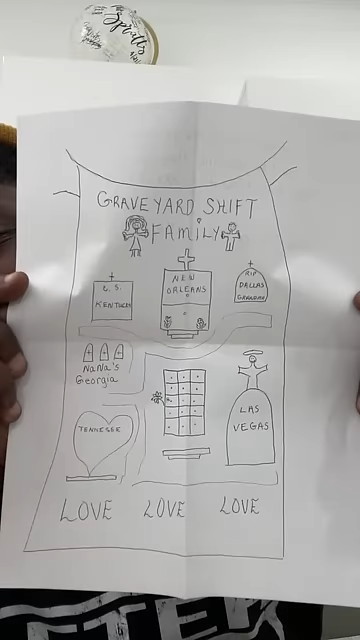 GRAVEYARD SHIFT
FAMILY
U.S.
KENTUCKY
NEW
ORLEANS
RIP
DALLAS
GRANDMA
NANA'S
Georgia
TENNESEE
LAS
VEGAS
LOVE LOVE LOVE